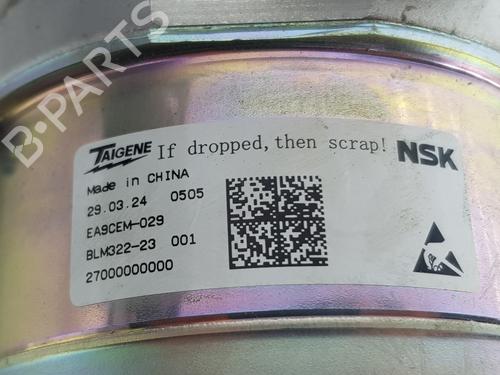 B-PARTS
TAIGENE If dropped, then scrap! NSK
Made in CHINA
29.03.24 0505
EA9CEM-029
BLM322-23 001
27000000000